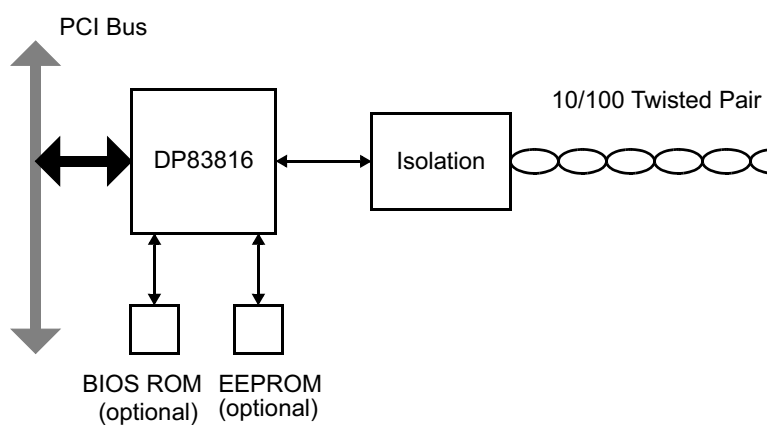 PCI Bus
10/100 Twisted Pair
DP83816
Isolation
BIOS ROM
(optional)
EEPROM
(optional)